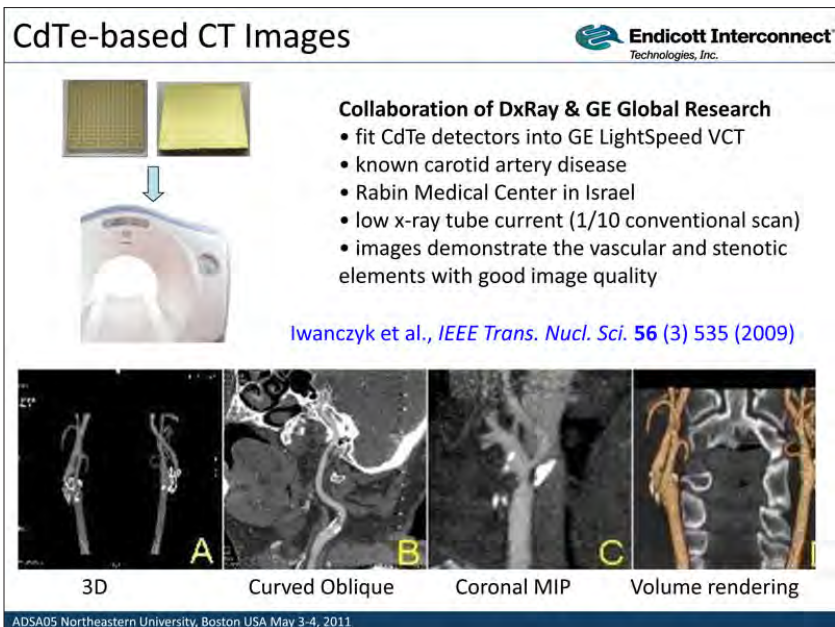 CdTe-based CT Images
Endicott Interconnect
Technologies, Inc.
Collaboration of DxRay & GE Global Research
• fit CdTe detectors into GE LightSpeed VCT
• known carotid artery disease
• Rabin Medical Center in Israel
• low x-ray tube current (1/10 conventional scan)
• images demonstrate the vascular and stenotic
elements with good image quality
Iwanczyk et al., IEEE Trans. Nucl. Sci. 56 (3) 535 (2009)
A
B
C
3D
Curved Oblique
Coronal MIP
Volume rendering
ADSA05 Northeastern University, Boston USA May 3-4, 2011